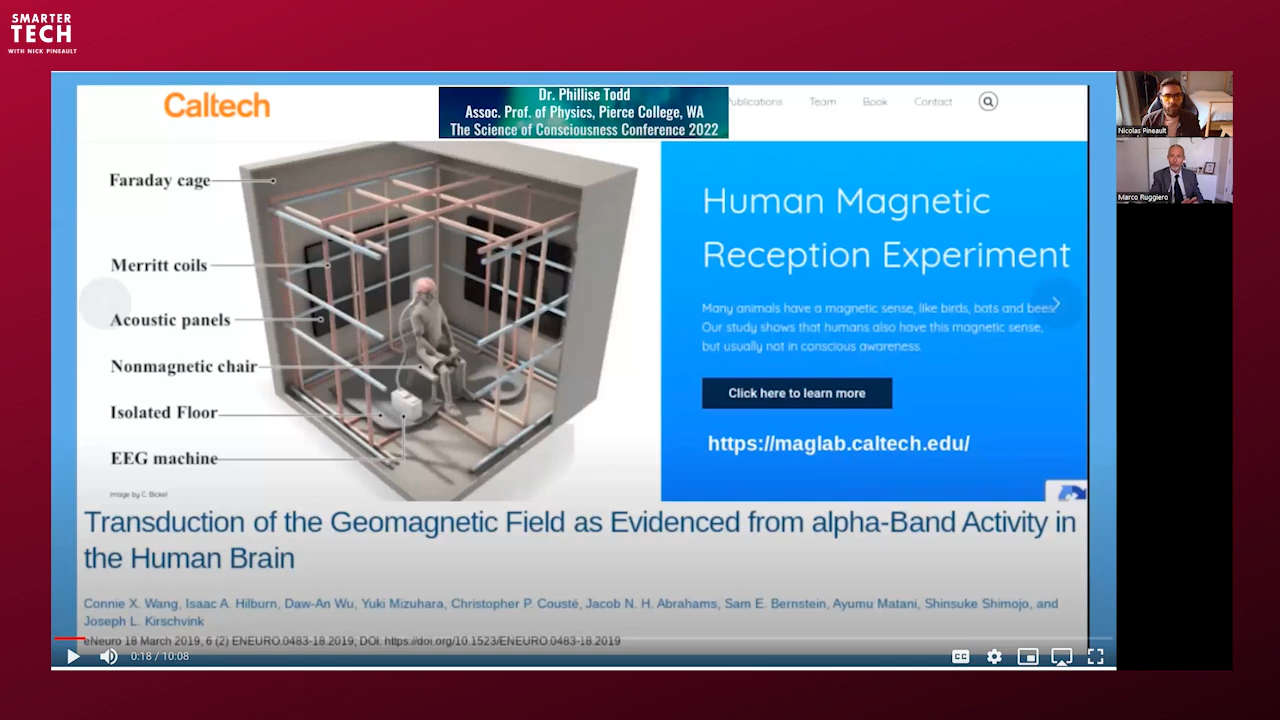 SMARTER
TECH
WITH NICK PINEAULT
Caltech
Dr. Phillise Todd
Assoc. Prof. of Physics, Pierce College, WA
The Science of Consciousness Conference 2022
Publications Team Book Contact
Faraday cage
Merritt coils
Acoustic panels
Nonmagnetic chair
Isolated Floor
EEG machine
Image by C. Bickel
Human Magnetic
Reception Experiment
Many animals have a magnetic sense, like birds, bats and bees.
Our study shows that humans also have this magnetic sense,
but usually not in conscious awareness.
Click here to learn more
https://maglab.caltech.edu/
Transduction of the Geomagnetic Field as Evidenced from alpha-Band Activity in
the Human Brain
Connie X. Wang, Isaac A. Hilburn, Daw-An Wu, Yuki Mizuhara, Christopher P. Cousté, Jacob N. H. Abrahams, Sam E. Bernstein, Ayumu Matani, Shinsuke Shimojo, and
Joseph L. Kirschvink
eNeuro 18 March 2019, 6 (2) ENEURO.0483-18.2019; DOI: https://doi.org/10.1523/ENEURO.0483-18.2019
0:18 / 10:08
CC
Nicolas Pineault
Marco Ruggiero